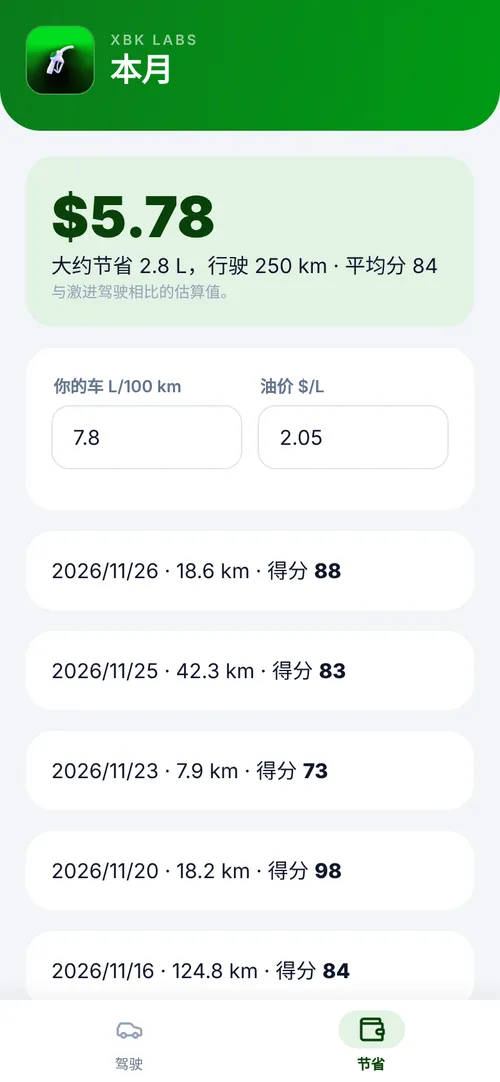 XBK LABS
本月
$5.78
大约节省 2.8 L，行驶 250 km · 平均分 84
与激进驾驶相比的估算值。
你的车 L/100 km
油价 $/L
7.8
2.05
2026/11/26 · 18.6 km · 得分 88
2026/11/25 · 42.3 km · 得分 83
2026/11/23 · 7.9 km · 得分 73
2026/11/20 · 18.2 km · 得分 98
2026/11/16 · 124.8 km · 得分 84
驾驶
节省